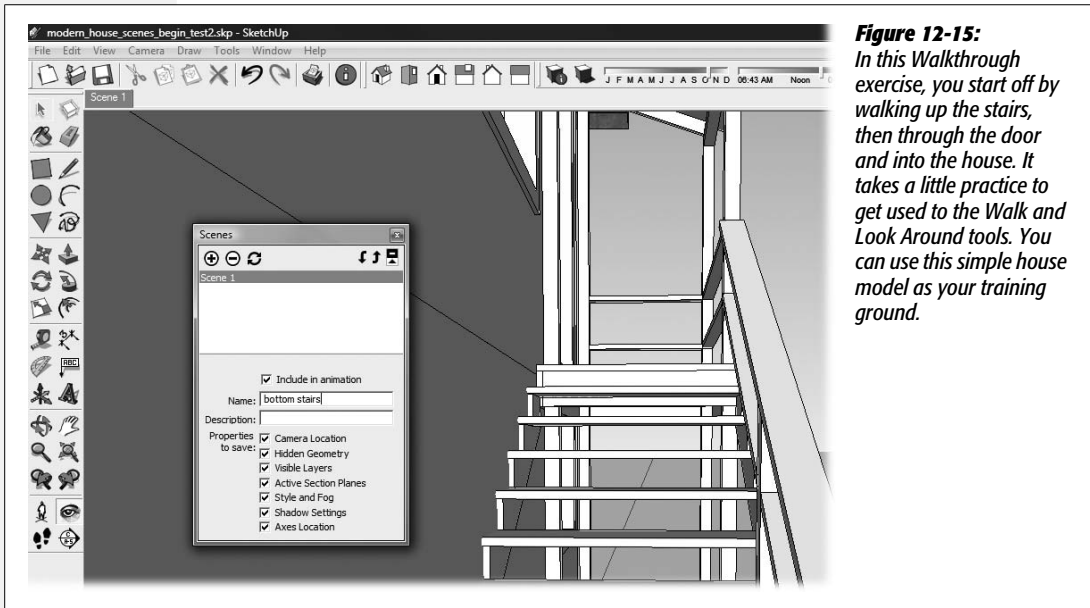 modern_house_scenes_begin_test2.skp - SketchUp
File Edit View Camera Draw Tools Window Help
J F M A M J J A S O N D 06:43 AM Noon
Scene 1
Scenes
Scene 1
Include in animation
Name: bottom stairs
Description:
Properties to save:
Camera Location
Hidden Geometry
Visible Layers
Active Section Planes
Style and Fog
Shadow Settings
Axes Location
ABC
Figure 12-15:
In this Walkthrough
exercise, you start off by
walking up the stairs,
then through the door
and into the house. It
takes a little practice to
get used to the Walk and
Look Around tools. You
can use this simple house
model as your training
ground.